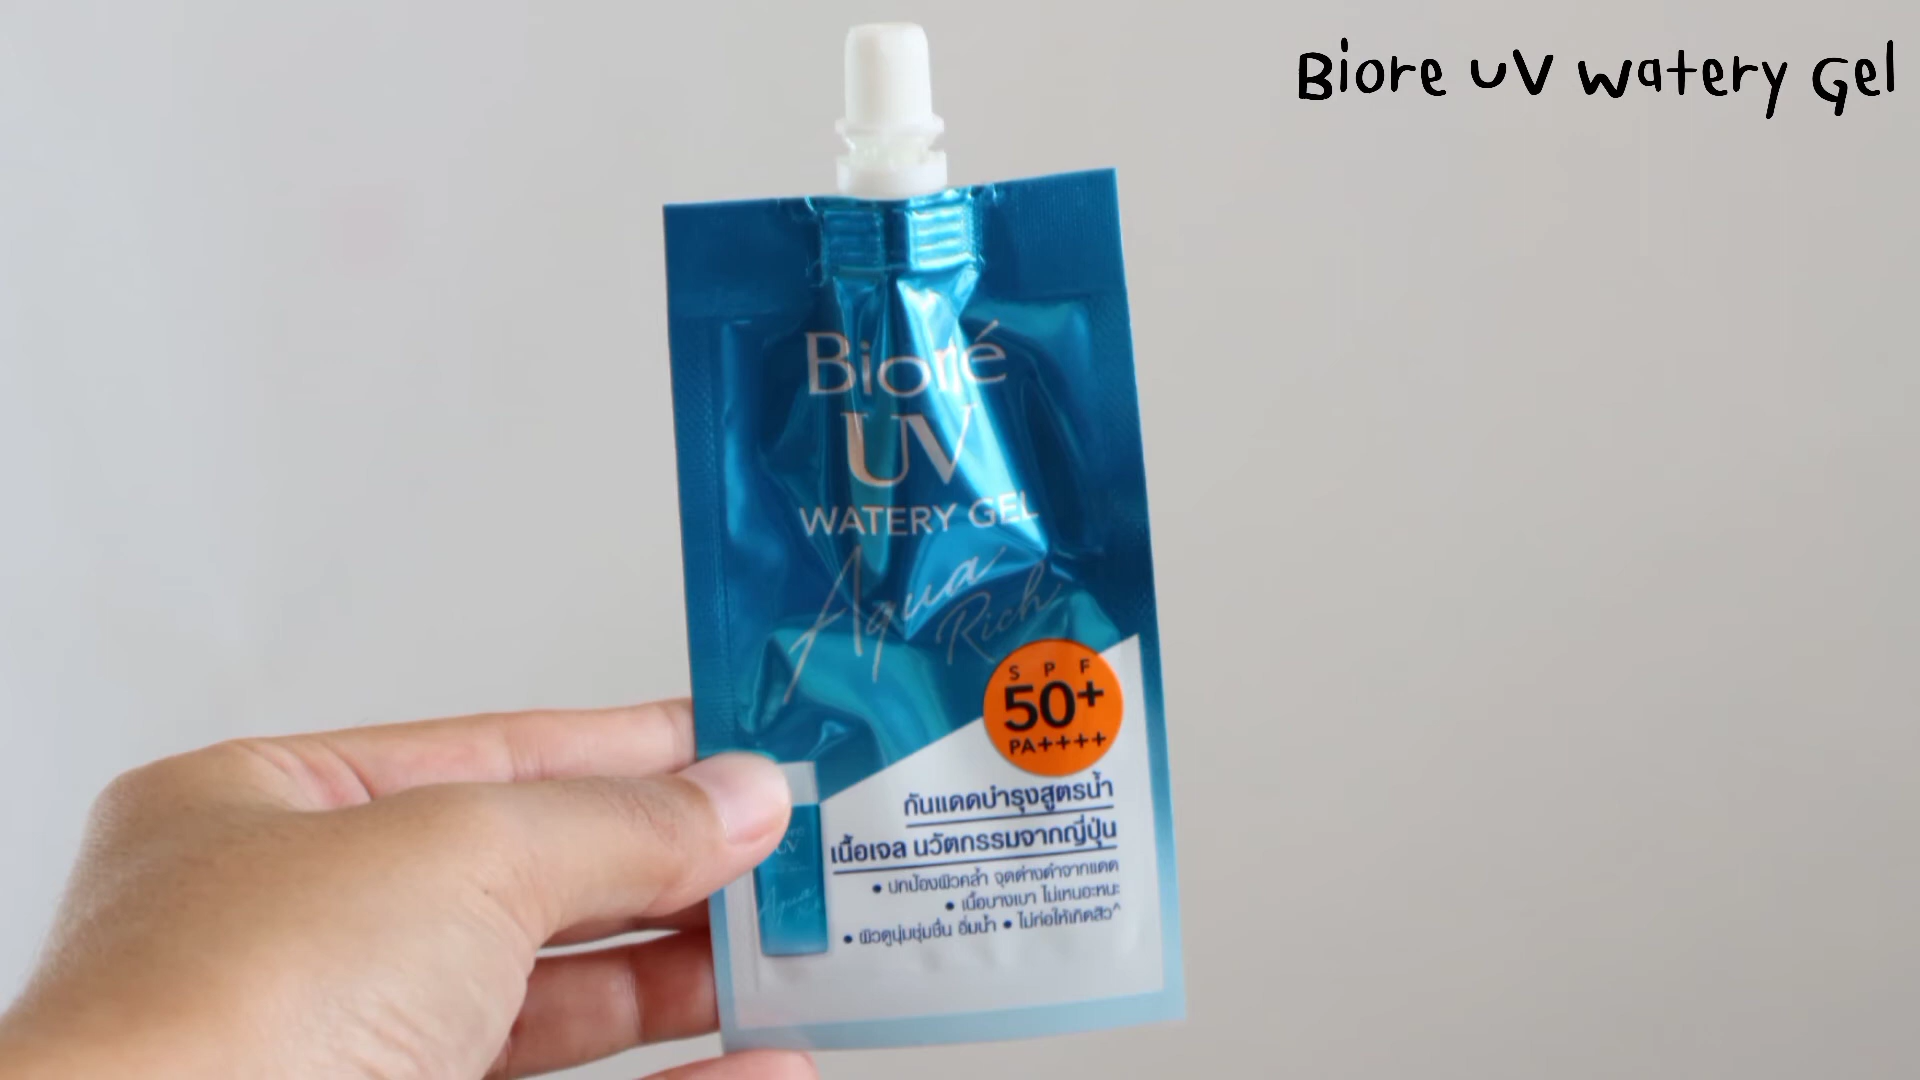 Biore UV Watery Gel
Bioré
UV
WATERY GEL
Aqua
Rich
SPF
50+
PA++++
กันแดดบำรุงสูตรน้ำ
เนื้อเจล นวัตกรรมจากญี่ปุ่น
• ปกป้องผิวคล้ำ จุดด่างดำจากแดด
• เนื้อบางเบา ไม่เหนอะหนะ
• ผิวดูนุ่มชุ่มชื่น อิ่มน้ำ • ไม่ก่อให้เกิดสิว^
UV
Aqua